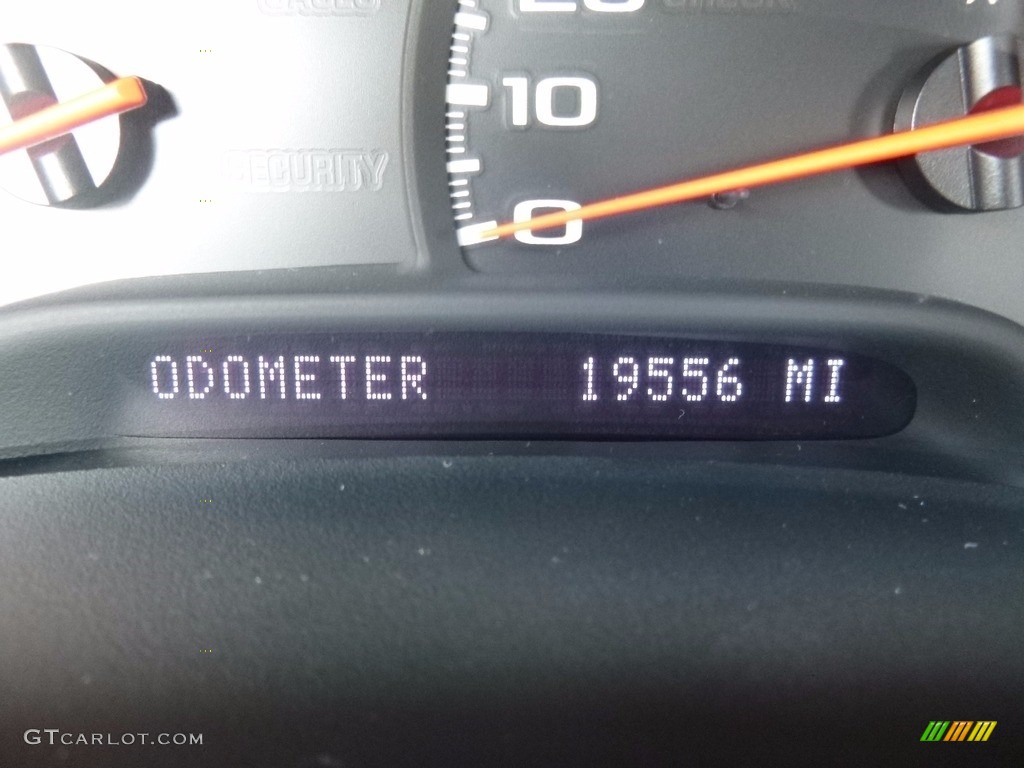 10
SECURITY
0
ODOMETER 19556 MI
GTCARLOT.COM